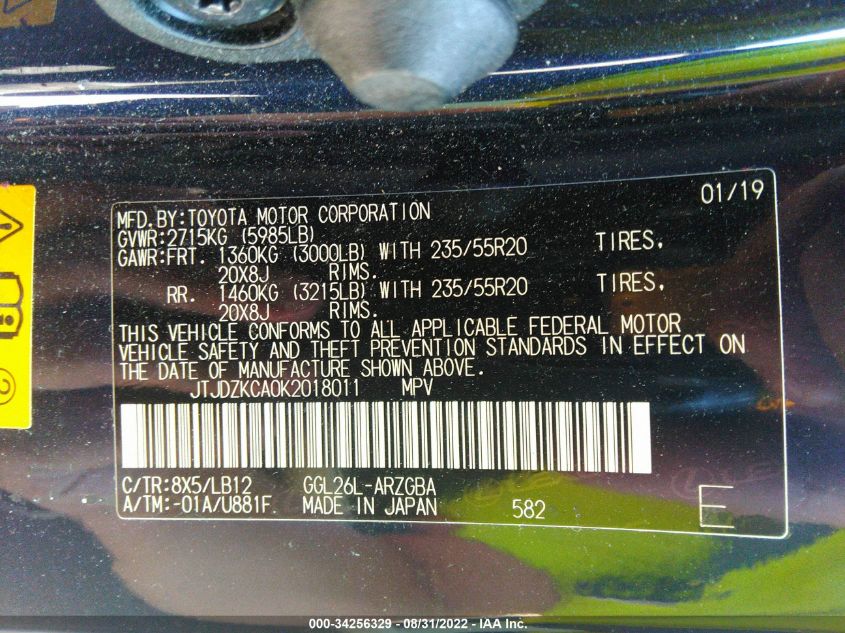 01/19
MFD.BY:TOYOTA MOTOR CORPORATION
GVWR:2715KG (5985LB)
GAWR:FRT. 1360KG (3000LB) WITH 235/55R20 TIRES,
20X8J RIMS.
RR. 1460KG (3215LB) WITH 235/55R20 TIRES,
20X8J RIMS.
THIS VEHICLE CONFORMS TO ALL APPLICABLE FEDERAL MOTOR
VEHICLE SAFETY AND THEFT PREVENTION STANDARDS IN EFFECT ON
THE DATE OF MANUFACTURE SHOWN ABOVE.
JTJDZKCA0K2018011 MPV
C/TR:8X5/LB12 GGL26L-ARZGBA
A/TM:-01A/U881F MADE IN JAPAN 582 E
2
000-34256329 - 08/31/2022 - IAA Inc.